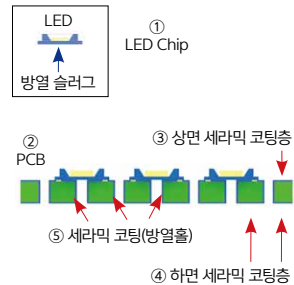 LED
방열 슬러그
①
LED Chip
②
PCB
③ 상면 세라믹 코팅층
⑤ 세라믹 코팅(방열홀)
④ 하면 세라믹 코팅층